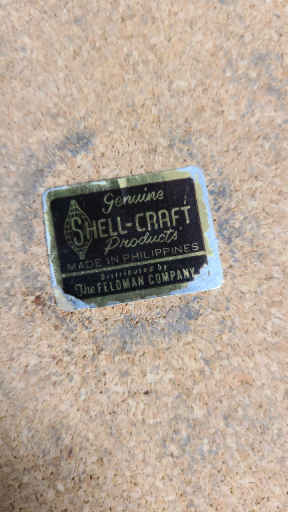 Genuine
SHELL-CRAFT
Products
MADE IN PHILIPPINES
Distributed by
The FELDMAN COMPANY